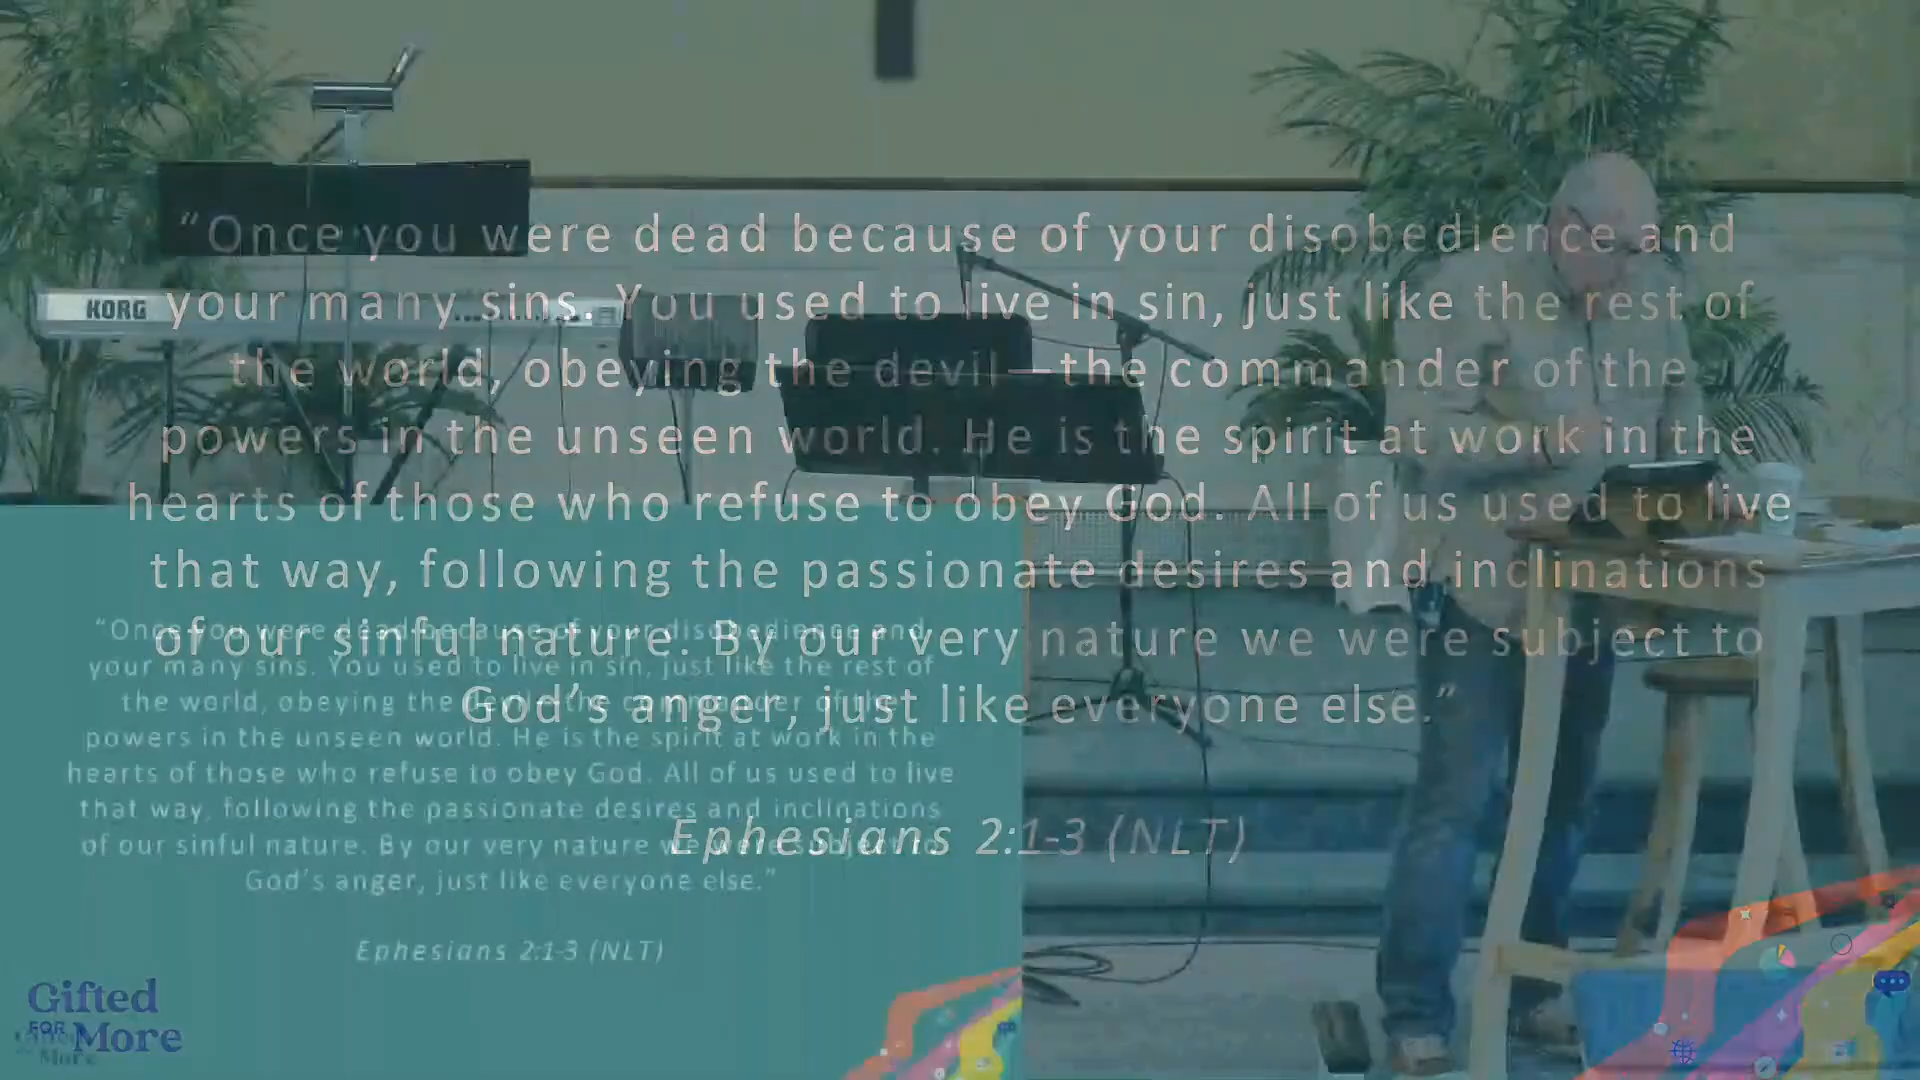 “Once you were dead because of your disobedience and
your many sins. You used to live in sin, just like the rest of
the world, obeying the devil—the commander of the
powers in the unseen world. He is the spirit at work in the
hearts of those who refuse to obey God. All of us used to live
that way, following the passionate desires and inclinations
of our sinful nature. By our very nature we were subject to
God’s anger, just like everyone else.”
Ephesians 2:1-3 (NLT)
KORG
“Once you were dead because of your disobedience and
your many sins. You used to live in sin, just like the rest of
the world, obeying the devil—the commander of the
powers in the unseen world. He is the spirit at work in the
hearts of those who refuse to obey God. All of us used to live
that way, following the passionate desires and inclinations
of our sinful nature. By our very nature we were subject to
God’s anger, just like everyone else.”
Ephesians 2:1-3 (NLT)
Gifted
FOR More
Gifted
FOR More